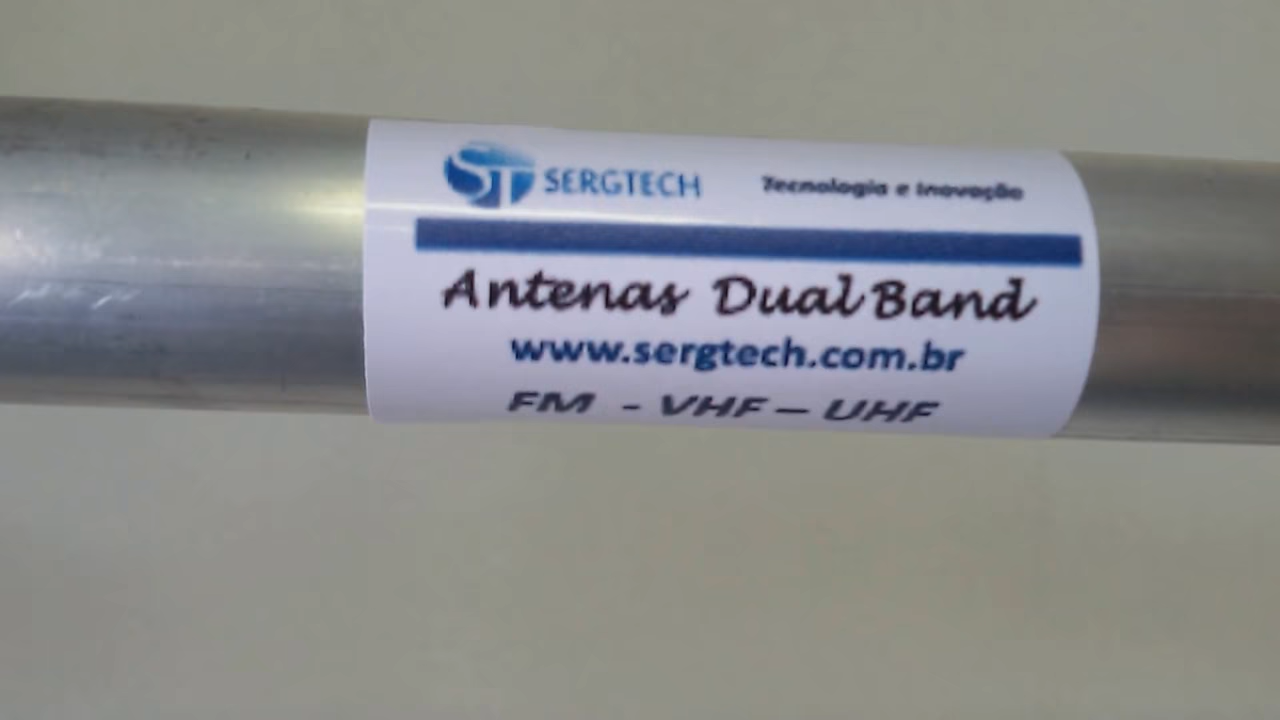 ST SERGTECH Tecnologia e Inovação
Antenas Dual Band
www.sergtech.com.br
FM - VHF – UHF